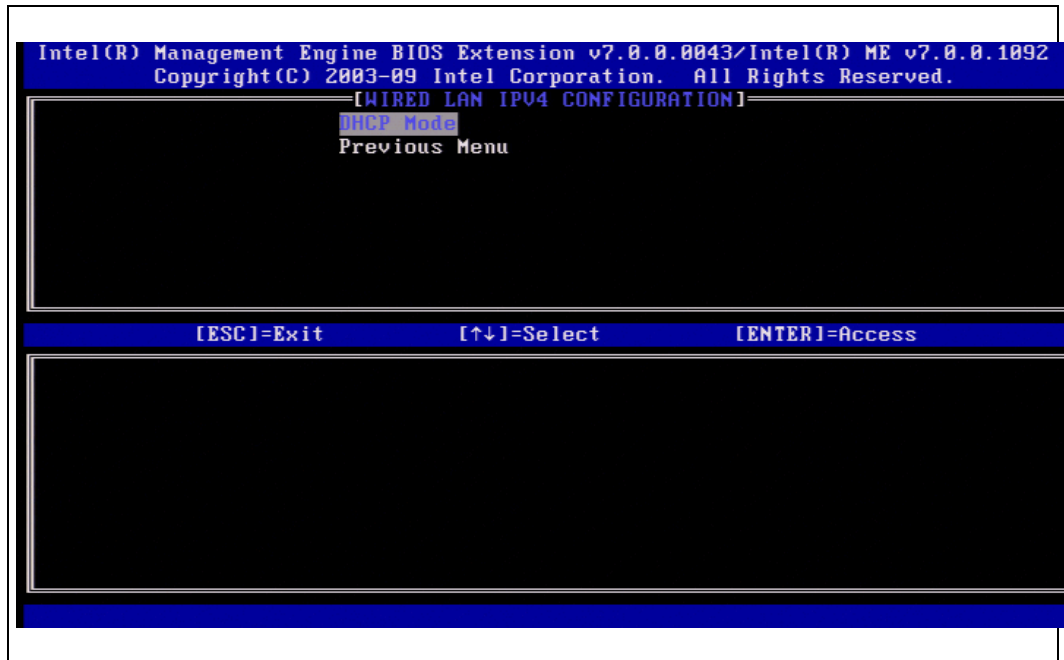 Intel(R) Management Engine BIOS Extension v7.0.0.0043/Intel(R) ME v7.0.0.1092
Copyright(C) 2003-09 Intel Corporation. All Rights Reserved.
[WIRED LAN IPV4 CONFIGURATION]
DHCP Mode
Previous Menu
[ESC]=Exit [↑↓]=Select [ENTER]=Access